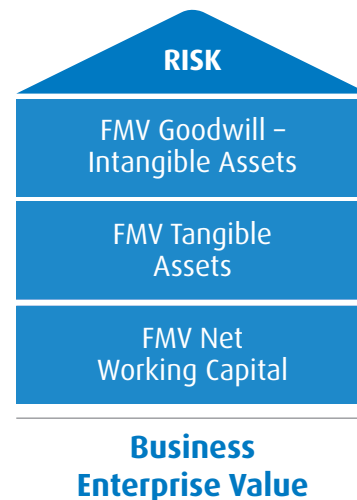 RISK
FMV Goodwill –
Intangible Assets
FMV Tangible
Assets
FMV Net
Working Capital
Business
Enterprise Value